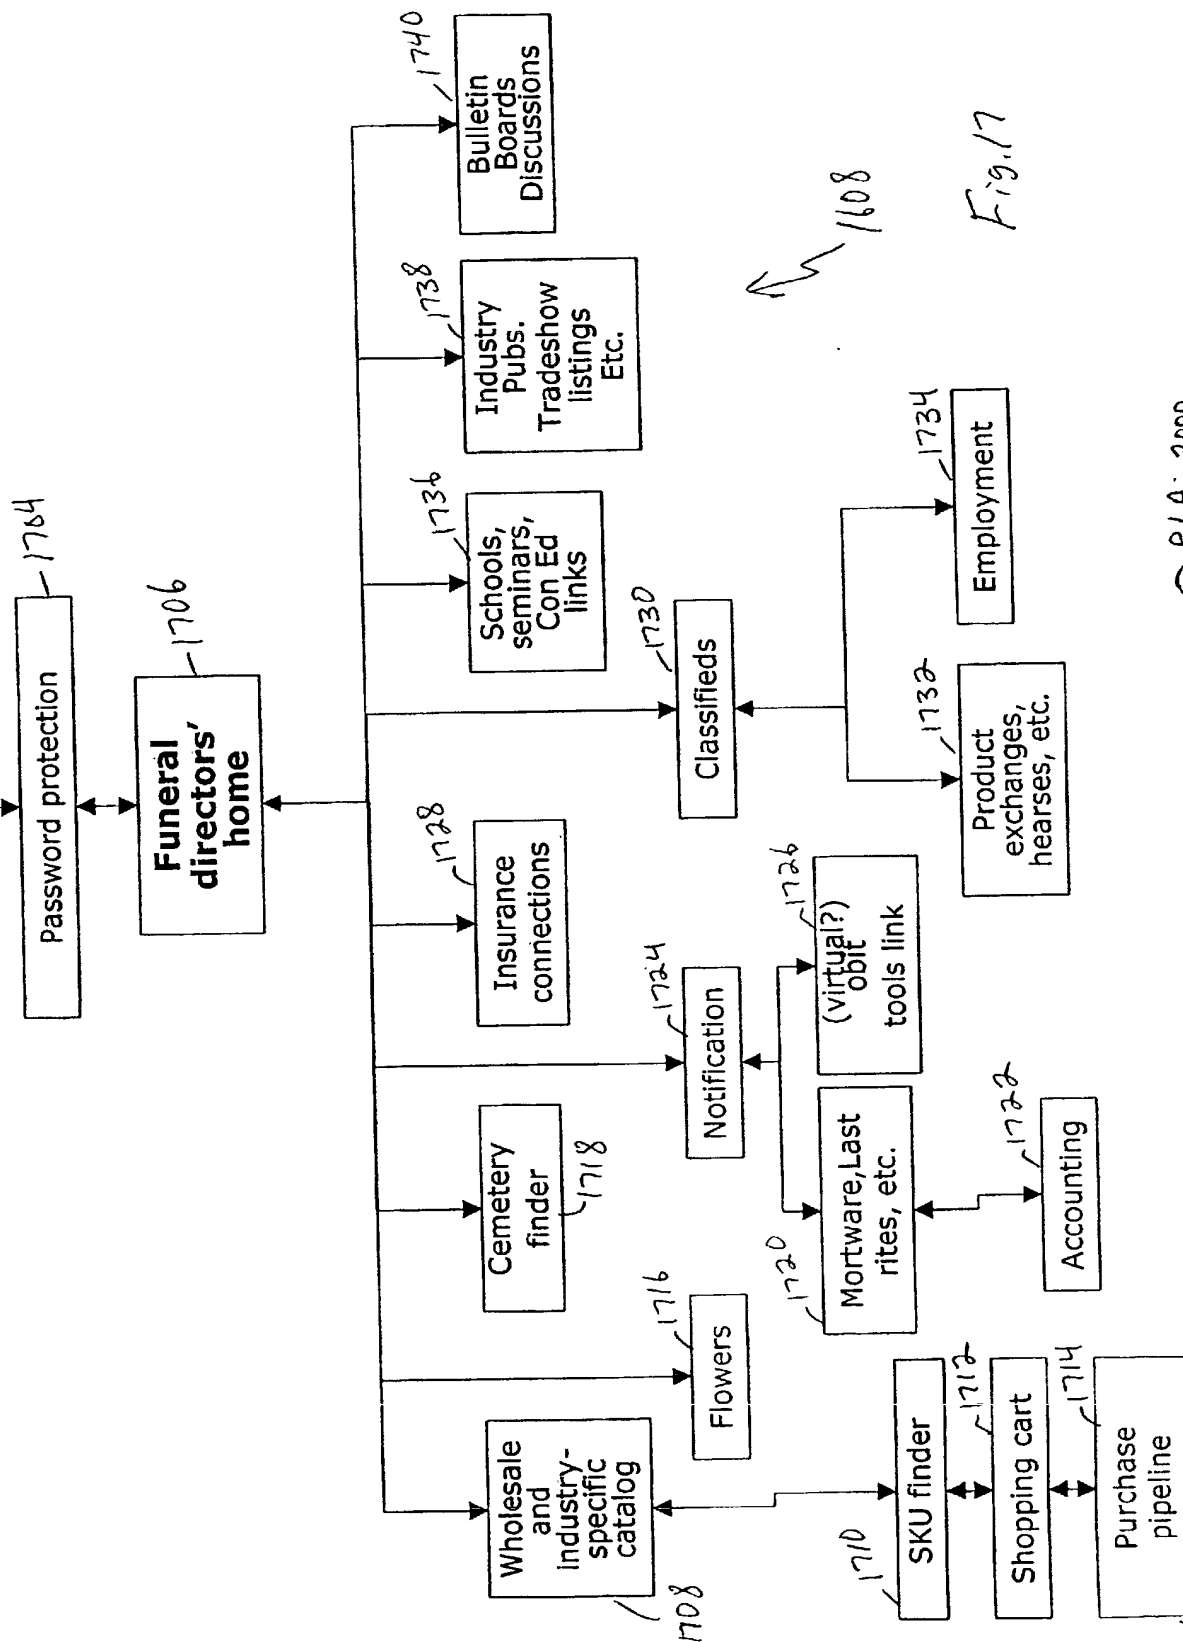 Password protection
1704
Funeral
directors'
home
1706
Wholesale
and
industry-
specific
catalog
1708
Flowers
1716
Cemetery
finder
1718
Notification
1724
Insurance
connections
1728
Classifieds
1730
Schools,
seminars,
Con Ed
links
1736
Industry
Pubs.
Tradeshow
listings
Etc.
1738
Bulletin
Boards
Discussions
1740
SKU finder
1710
Shopping cart
1712
Purchase
pipeline
1714
Mortware,Last
rites, etc.
1720
Accounting
1722
(virtual?)
obit
tools link
1726
Product
exchanges,
hearses, etc.
1732
Employment
1734
1608
Fig.17